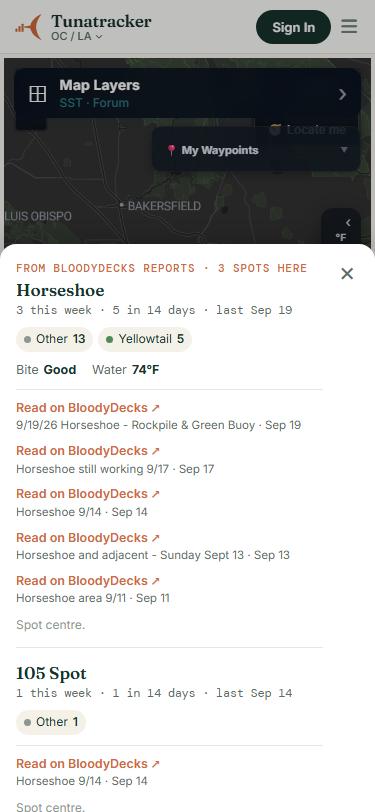 Tunatracker
OC / LA
Sign In
Map Layers
SST · Forum
Locate me
My Waypoints
BAKERSFIELD
LUIS OBISPO
°F
FROM BLOODYDECKS REPORTS · 3 SPOTS HERE
Horseshoe
3 this week · 5 in 14 days · last Sep 19
Other 13 Yellowtail 5
Bite Good Water 74°F
Read on BloodyDecks ↗
9/19/26 Horseshoe - Rockpile & Green Buoy · Sep 19
Read on BloodyDecks ↗
Horseshoe still working 9/17 · Sep 17
Read on BloodyDecks ↗
Horseshoe 9/14 · Sep 14
Read on BloodyDecks ↗
Horseshoe and adjacent - Sunday Sept 13 · Sep 13
Read on BloodyDecks ↗
Horseshoe area 9/11 · Sep 11
Spot centre.
105 Spot
1 this week · 1 in 14 days · last Sep 14
Other 1
Read on BloodyDecks ↗
Horseshoe 9/14 · Sep 14
Spot centre.